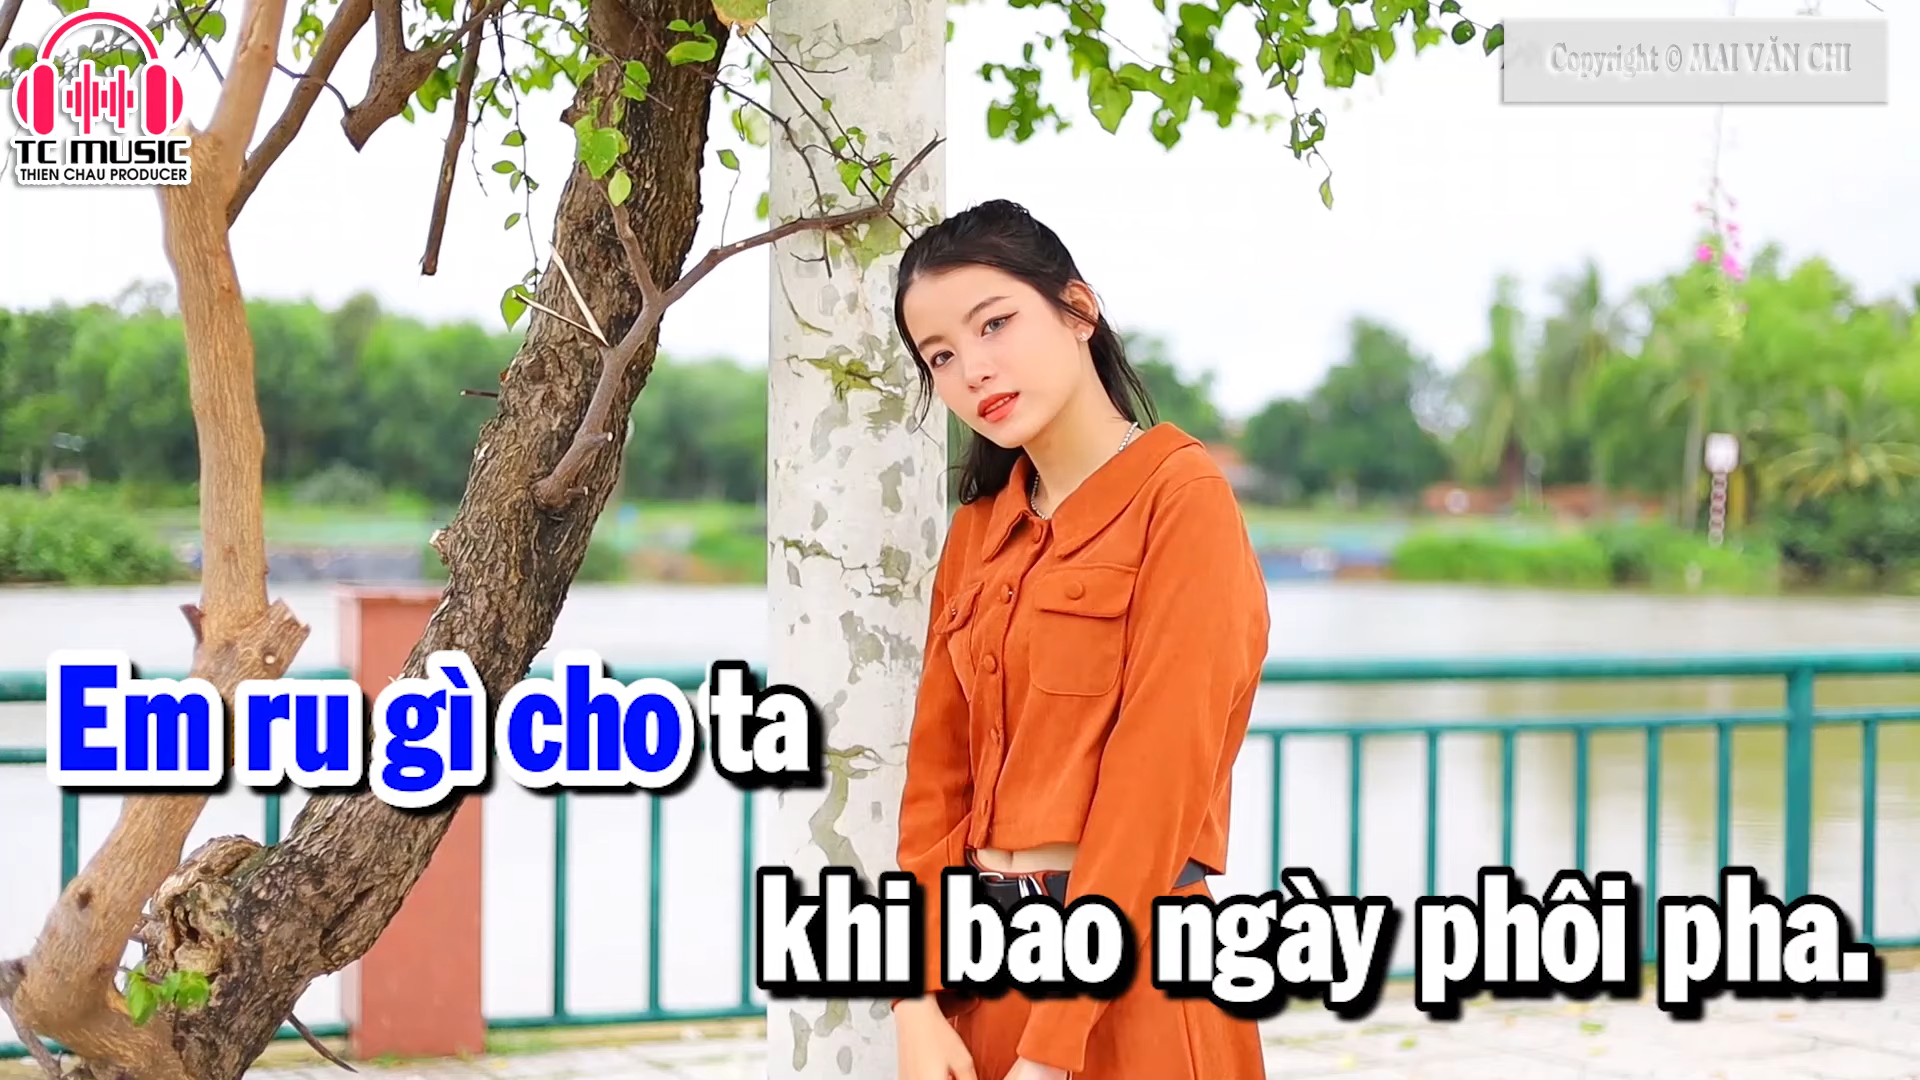 Copyright © MAI VĂN CHI
TC MUSIC
THIEN CHAU PRODUCER
Em ru gì cho ta
khi bao ngày phôi pha.